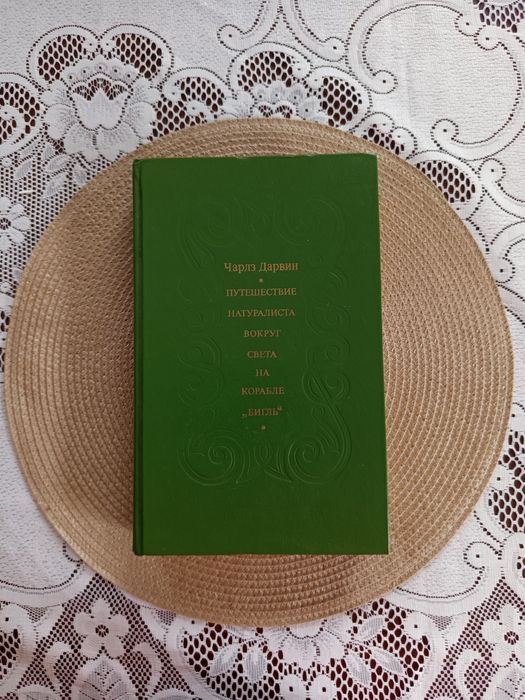 Чарлз Дарвин
ПУТЕШЕСТВИЕ
НАТУРАЛИСТА
ВОКРУГ
СВЕТА
НА
КОРАБЛЕ
„БИГЛЬ“